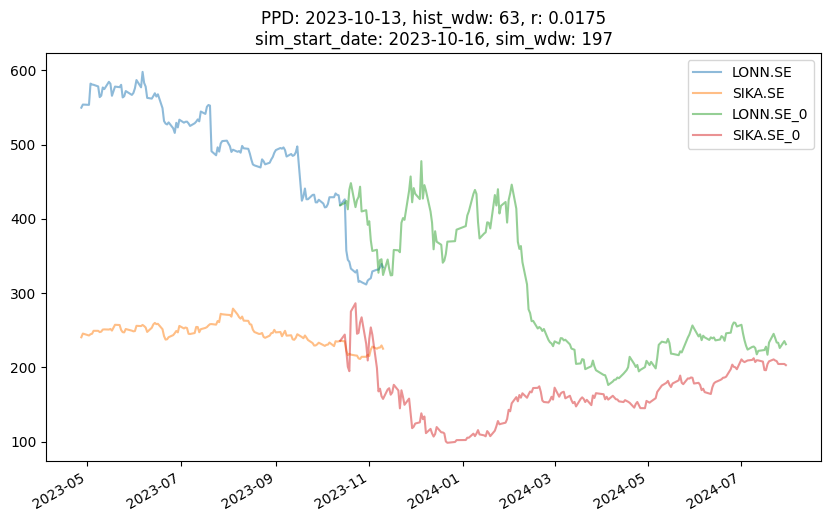 PPD: 2023-10-13, hist_wdw: 63, r: 0.0175
sim_start_date: 2023-10-16, sim_wdw: 197
LONN.SE
SIKA.SE
LONN.SE_0
SIKA.SE_0
600
500
400
300
200
100
2023-05
2023-07
2023-09
2023-11
2024-01
2024-03
2024-05
2024-07